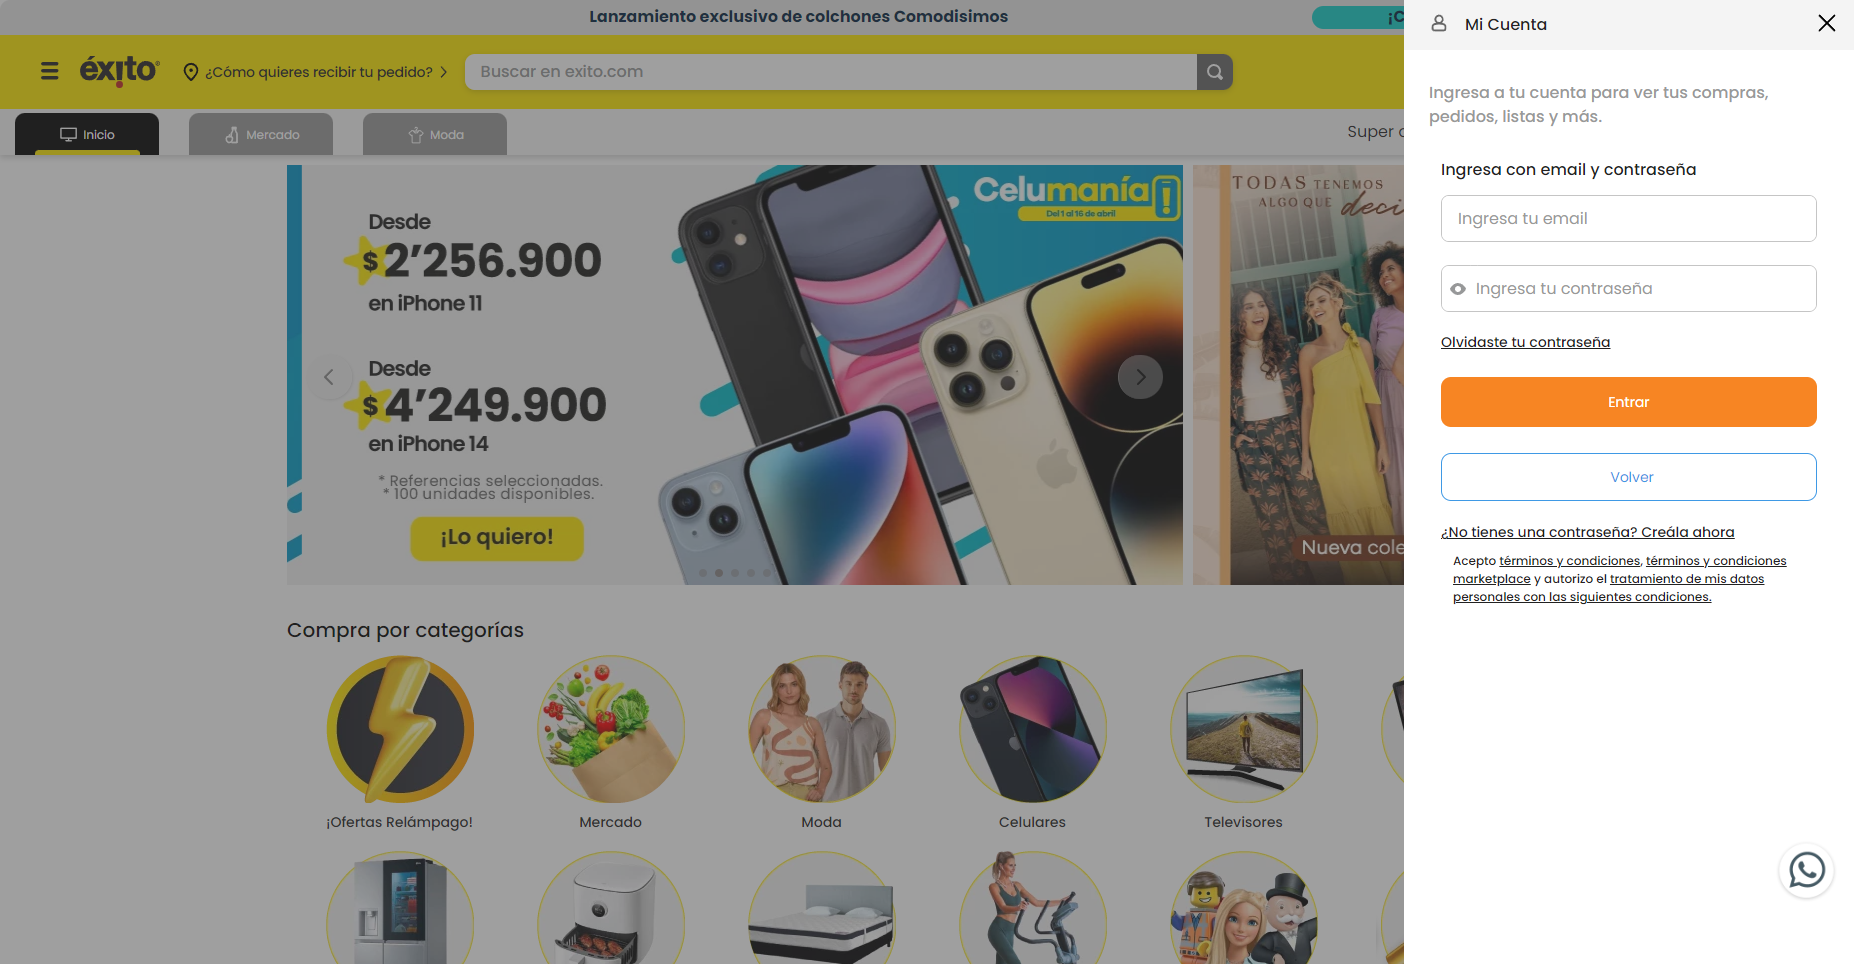 Lanzamiento exclusivo de colchones Comodisimos
éxito
¿Cómo quieres recibir tu pedido?
Buscar en exito.com
Inicio
Mercado
Moda
Super
Desde
$2’256.900
en iPhone 11
Desde
$4’249.900
en iPhone 14
* Referencias seleccionadas.
* 100 unidades disponibles.
¡Lo quiero!
Celumanía
Del 1 al 16 de abril
TODAS TENEMOS
ALGO QUE
Nueva
Compra por categorías
¡Ofertas Relámpago!
Mercado
Moda
Celulares
Televisores
Mi Cuenta
Ingresa a tu cuenta para ver tus compras,
pedidos, listas y más.
Ingresa con email y contraseña
Ingresa tu email
Ingresa tu contraseña
Olvidaste tu contraseña
Entrar
Volver
¿No tienes una contraseña? Creála ahora
Acepto términos y condiciones, términos y condiciones
marketplace y autorizo el tratamiento de mis datos
personales con las siguientes condiciones.